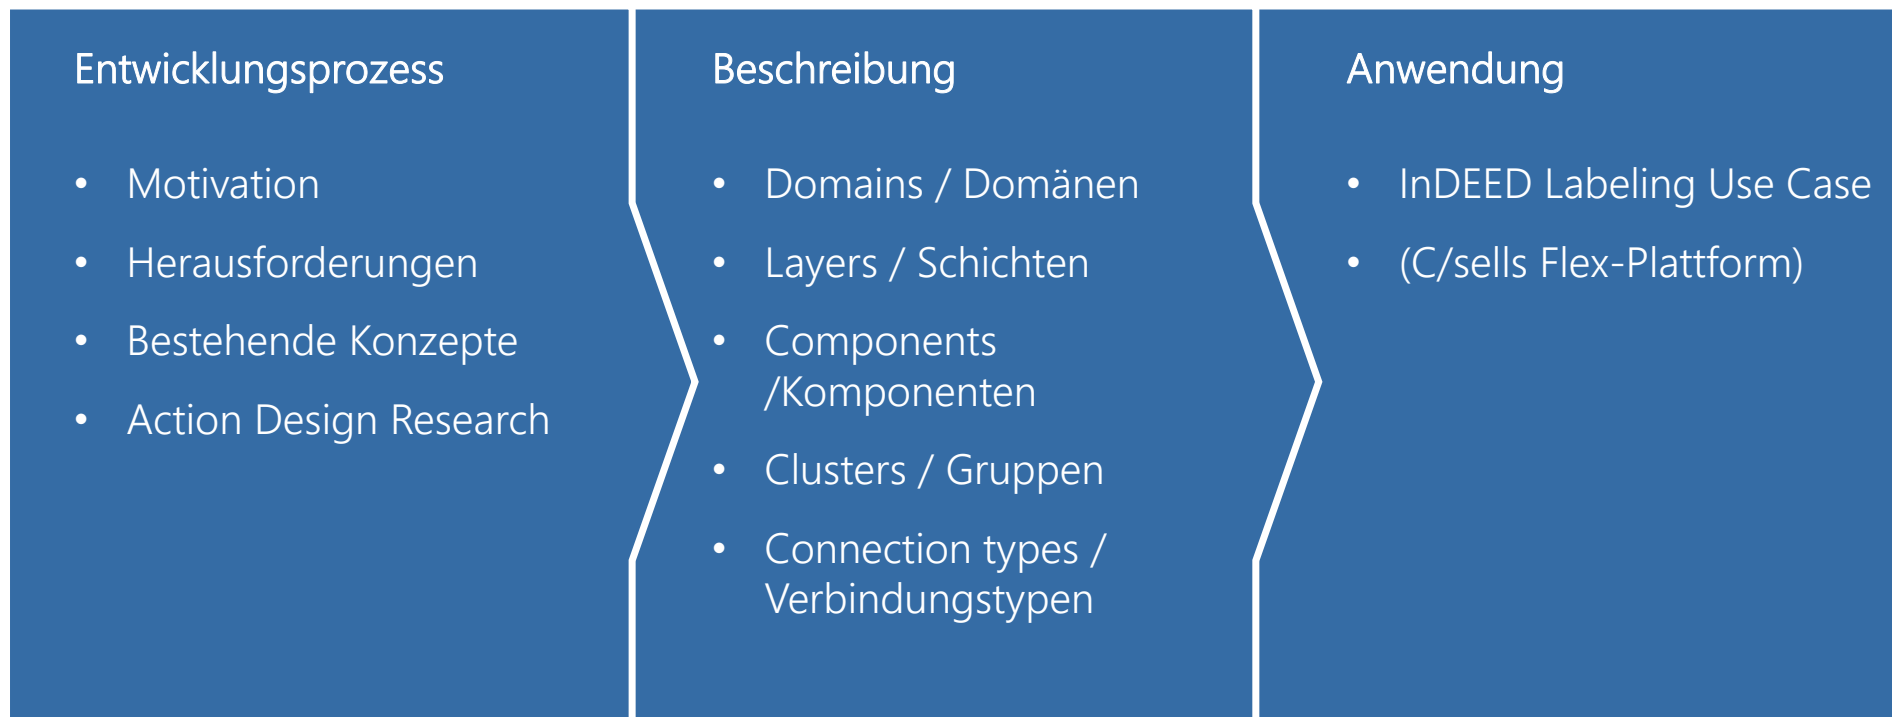 Entwicklungsprozess
• Motivation
• Herausforderungen
• Bestehende Konzepte
• Action Design Research
Beschreibung
• Domains / Domänen
• Layers / Schichten
• Components
/Komponenten
• Clusters / Gruppen
• Connection types /
Verbindungstypen
Anwendung
• InDEED Labeling Use Case
• (C/sells Flex-Plattform)